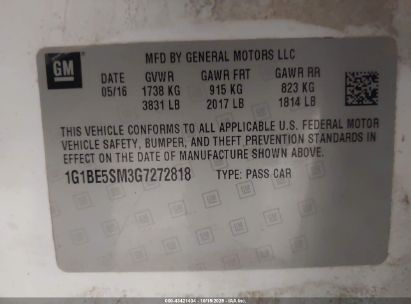 GM
MFD BY GENERAL MOTORS LLC
DATE GVWR GAWR FRT GAWR RR
05/16 1738 KG 915 KG 823 KG
3831 LB 2017 LB 1814 LB
THIS VEHICLE CONFORMS TO ALL APPLICABLE U.S. FEDERAL MOTOR
VEHICLE SAFETY, BUMPER, AND THEFT PREVENTION STANDARDS IN
EFFECT ON THE DATE OF MANUFACTURE SHOWN ABOVE.
1G1BE5SM3G7272818 TYPE: PASS CAR